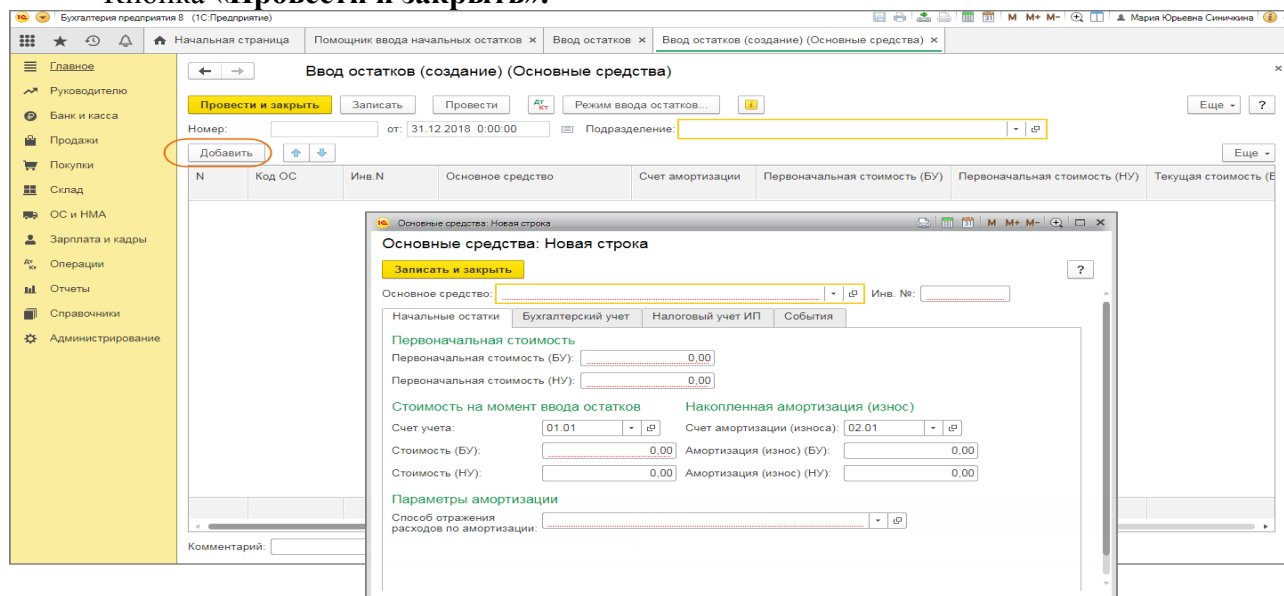 Кнопка «Провести и закрыть».
1С Бухгалтерия предприятия 8 (1С:Предприятие) M M+ M- Мария Юрьевна Синичкина
Начальная страница Помощник ввода начальных остатков × Ввод остатков × Ввод остатков (создание) (Основные средства) ×
Главное
Руководителю
Банк и касса
Продажи
Покупки
Склад
ОС и НМА
Зарплата и кадры
Операции
Отчеты
Справочники
Администрирование
Ввод остатков (создание) (Основные средства)
Провести и закрыть Записать Провести Дт Кт Режим ввода остатков... Еще ?
Номер: от: 31.12.2018 0:00:00 Подразделение:
Добавить Еще
N Код ОС Инв.N Основное средство Счет амортизации Первоначальная стоимость (БУ) Первоначальная стоимость (НУ) Текущая стоимость (Б
1С Основные средства: Новая строка M M+ M-
Основные средства: Новая строка
Записать и закрыть ?
Основное средство: Инв. №:
Начальные остатки Бухгалтерский учет Налоговый учет ИП События
Первоначальная стоимость
Первоначальная стоимость (БУ): 0,00
Первоначальная стоимость (НУ): 0,00
Стоимость на момент ввода остатков Накопленная амортизация (износ)
Счет учета: 01.01 Счет амортизации (износа): 02.01
Стоимость (БУ): 0,00 Амортизация (износ) (БУ): 0,00
Стоимость (НУ): 0,00 Амортизация (износ) (НУ): 0,00
Параметры амортизации
Способ отражения
расходов по амортизации:
Комментарий: